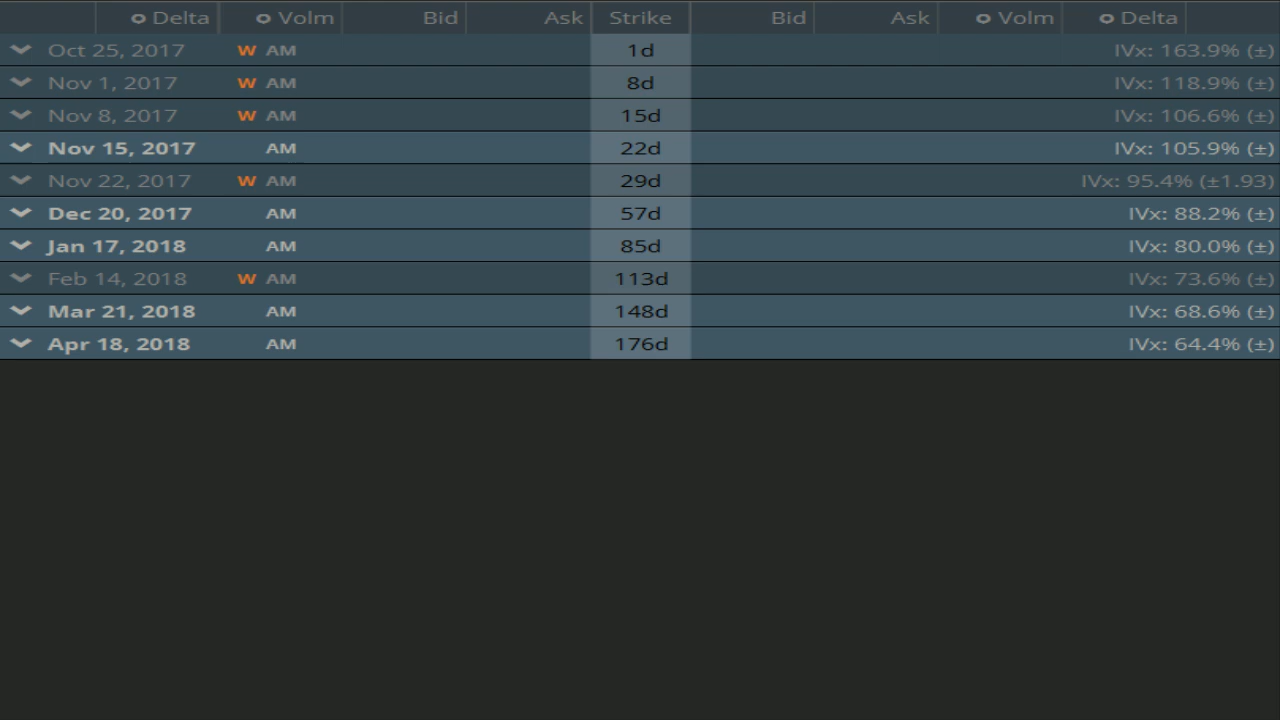 Delta Volm Bid Ask Strike Bid Ask Volm Delta
Oct 25, 2017 W AM 1d IVx: 163.9% (±)
Nov 1, 2017 W AM 8d IVx: 118.9% (±)
Nov 8, 2017 W AM 15d IVx: 106.6% (±)
Nov 15, 2017 AM 22d IVx: 105.9% (±)
Nov 22, 2017 W AM 29d IVx: 95.4% (±1.93)
Dec 20, 2017 AM 57d IVx: 88.2% (±)
Jan 17, 2018 AM 85d IVx: 80.0% (±)
Feb 14, 2018 W AM 113d IVx: 73.6% (±)
Mar 21, 2018 AM 148d IVx: 68.6% (±)
Apr 18, 2018 AM 176d IVx: 64.4% (±)